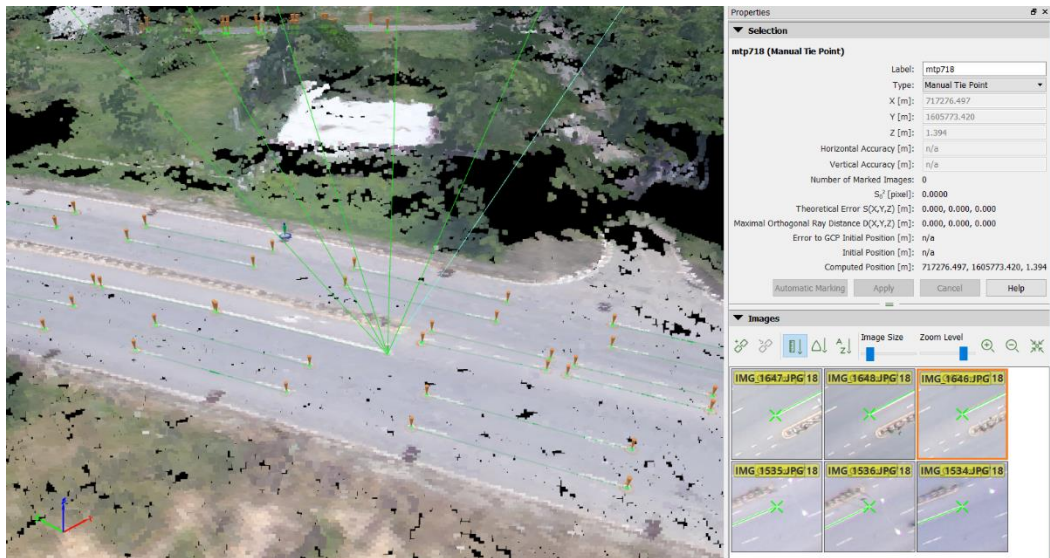 Properties
Selection
mtp718 (Manual Tie Point)
Label: mtp718
Type: Manual Tie Point
X [m]: 717276.497
Y [m]: 1605773.420
Z [m]: 1.394
Horizontal Accuracy [m]: n/a
Vertical Accuracy [m]: n/a
Number of Marked Images: 0
S₀² [pixel]: 0.0000
Theoretical Error S(X,Y,Z) [m]: 0.000, 0.000, 0.000
Maximal Orthogonal Ray Distance D(X,Y,Z) [m]: 0.000, 0.000, 0.000
Error to GCP Initial Position [m]: n/a
Initial Position [m]: n/a
Computed Position [m]: 717276.497, 1605773.420, 1.394
Automatic Marking Apply Cancel Help
Images
Image Size Zoom Level
IMG_1647.JPG 18 IMG_1648.JPG 18 IMG_1646.JPG 18
IMG_1535.JPG 18 IMG_1536.JPG 18 IMG_1534.JPG 18